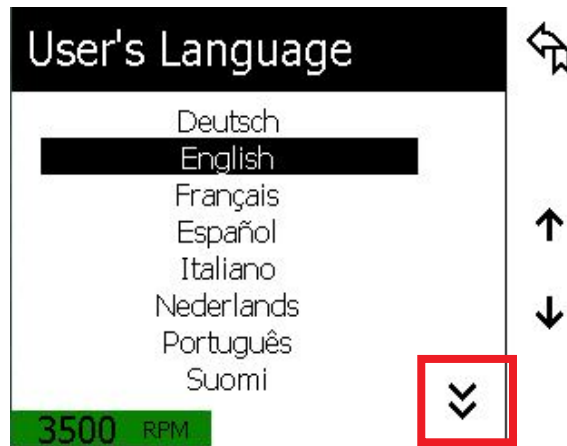 User's Language
Deutsch
English
Français
Español
Italiano
Nederlands
Português
Suomi
3500 RPM